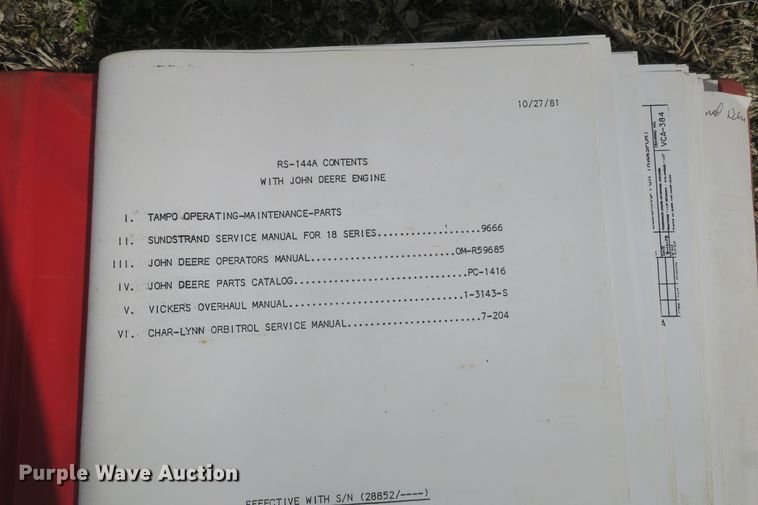 10/27/81
RS-144A CONTENTS
WITH JOHN DEERE ENGINE
I. TAMPO OPERATING-MAINTENANCE-PARTS
II. SUNDSTRAND SERVICE MANUAL FOR 18 SERIES...................9666
III. JOHN DEERE OPERATORS MANUAL..........................OM-R59685
IV. JOHN DEERE PARTS CATALOG...............................PC-1416
V. VICKERS OVERHAUL MANUAL................................1-3143-S
VI. CHAR-LYNN ORBITROL SERVICE MANUAL........................7-204
EFFECTIVE WITH S/N (28852/----)
VCA-384
Purple Wave Auction